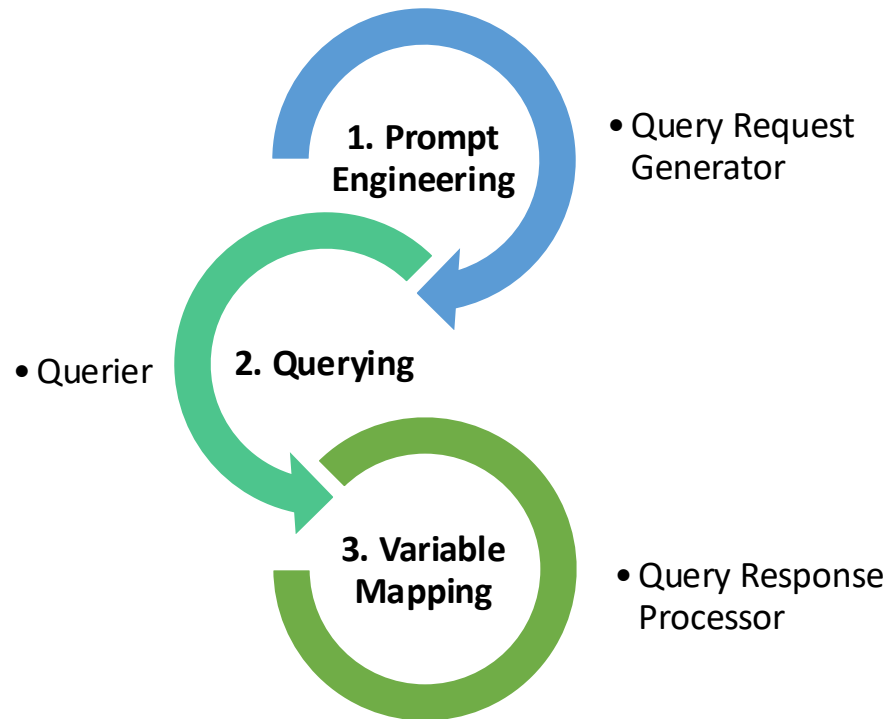 1. Prompt
Engineering
• Query Request
Generator
• Querier
2. Querying
3. Variable
Mapping
• Query Response
Processor